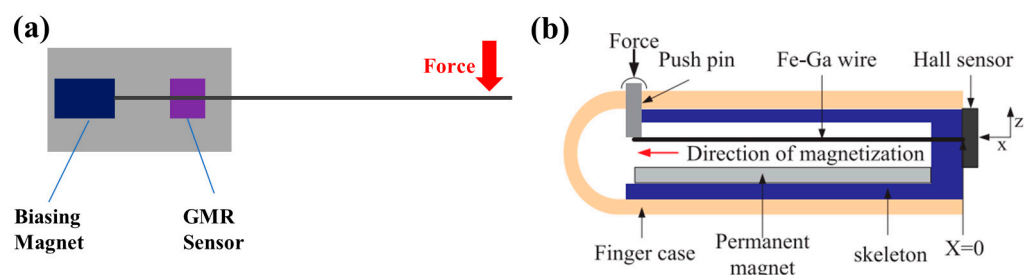 (a)
Force
Biasing
Magnet
GMR
Sensor
(b)
Force
Push pin
Fe-Ga wire
Hall sensor
z
x
Direction of magnetization
Finger case
Permanent
magnet
skeleton
X=0